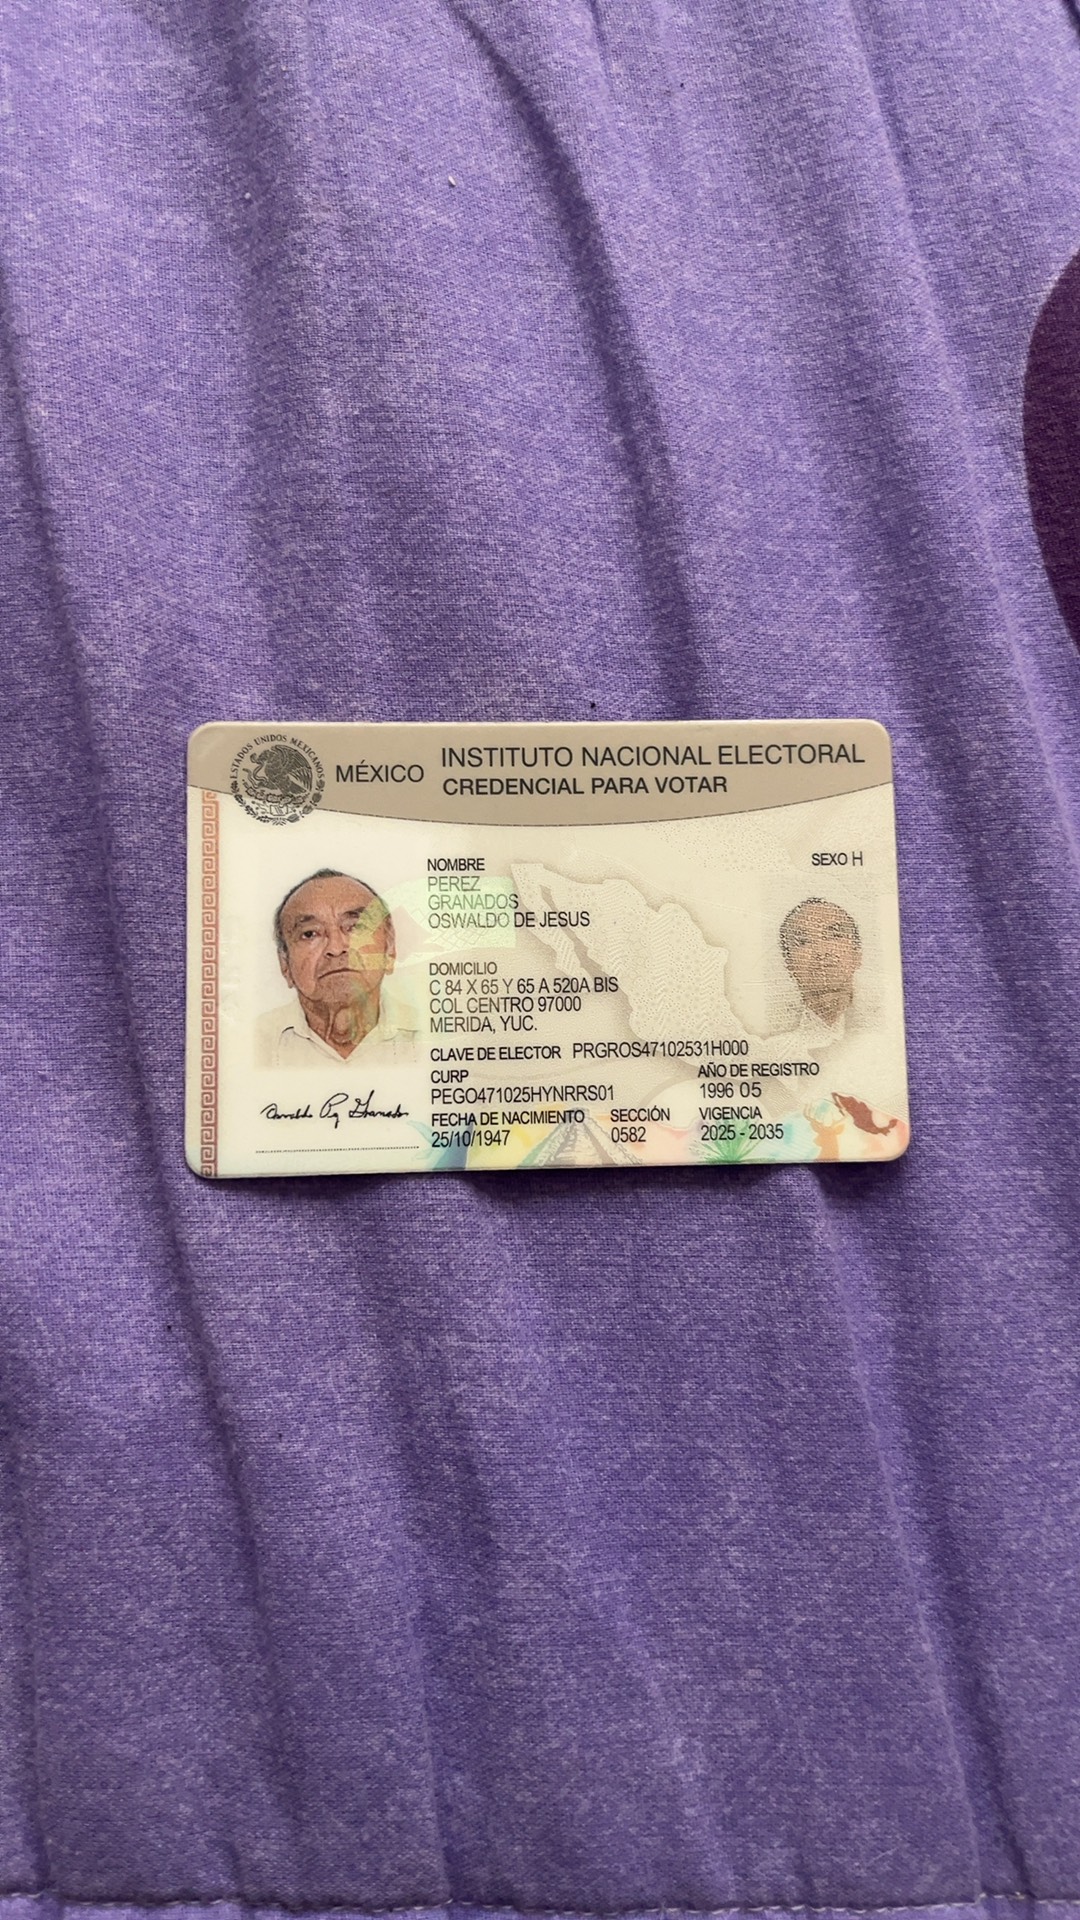 ESTADOS UNIDOS MEXICANOS
MÉXICO INSTITUTO NACIONAL ELECTORAL
CREDENCIAL PARA VOTAR
NOMBRE
SEXO H
PEREZ
GRANADOS
OSWALDO DE JESUS
DOMICILIO
C 84 X 65 Y 65 A 520A BIS
COL CENTRO 97000
MERIDA, YUC.
CLAVE DE ELECTOR PRGROS47102531H000
CURP AÑO DE REGISTRO
PEGO471025HYNRRS01 1996 05
FECHA DE NACIMIENTO SECCIÓN VIGENCIA
25/10/1947 0582 2025 - 2035